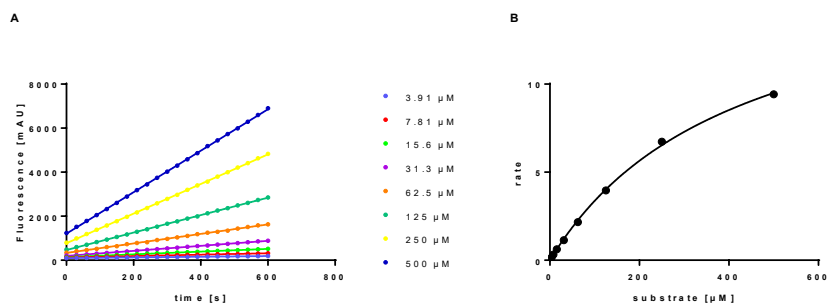 A
B
Fluorescence [mAU]
8000
6000
4000
2000
0
0
200
400
600
800
time [s]
3.91 µM
7.81 µM
15.6 µM
31.3 µM
62.5 µM
125 µM
250 µM
500 µM
rate
10
5
0
0
200
400
600
substrate [µM]